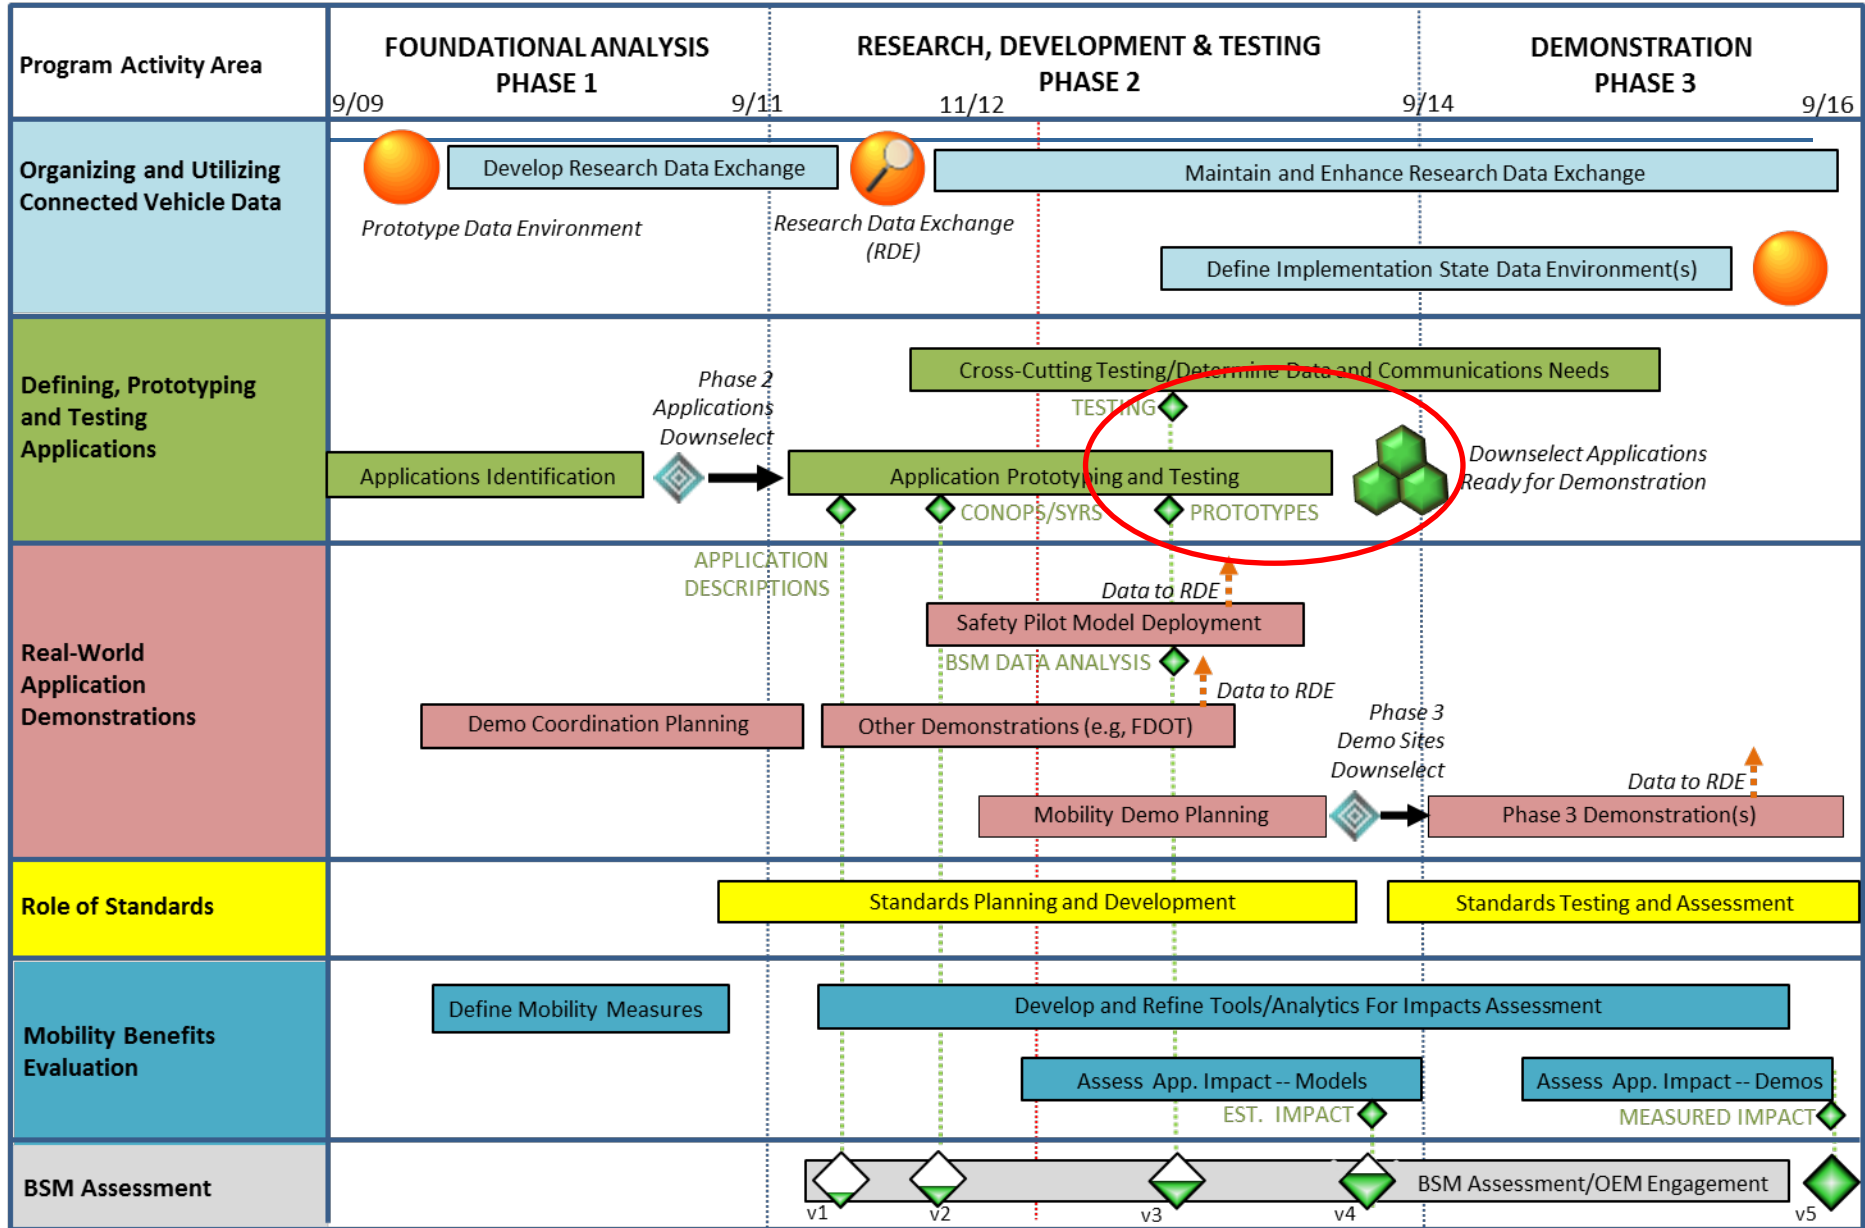 Program Activity Area
FOUNDATIONAL ANALYSIS
PHASE 1
RESEARCH, DEVELOPMENT & TESTING
PHASE 2
DEMONSTRATION
PHASE 3
9/09
9/11
11/12
9/14
9/16
Organizing and Utilizing
Connected Vehicle Data
Develop Research Data Exchange
Maintain and Enhance Research Data Exchange
Prototype Data Environment
Research Data Exchange
(RDE)
Define Implementation State Data Environment(s)
Defining, Prototyping
and Testing
Applications
Cross-Cutting Testing/Determine Data and Communications Needs
Phase 2
Applications
Downselect
TESTING
Applications Identification
Application Prototyping and Testing
Downselect Applications
Ready for Demonstration
CONOPS/SYRS
PROTOTYPES
APPLICATION
DESCRIPTIONS
Real-World
Application
Demonstrations
Data to RDE
Safety Pilot Model Deployment
BSM DATA ANALYSIS
Data to RDE
Demo Coordination Planning
Other Demonstrations (e.g, FDOT)
Phase 3
Demo Sites
Downselect
Data to RDE
Mobility Demo Planning
Phase 3 Demonstration(s)
Role of Standards
Standards Planning and Development
Standards Testing and Assessment
Mobility Benefits
Evaluation
Define Mobility Measures
Develop and Refine Tools/Analytics For Impacts Assessment
Assess App. Impact -- Models
Assess App. Impact -- Demos
EST. IMPACT
MEASURED IMPACT
BSM Assessment
BSM Assessment/OEM Engagement
v1
v2
v3
v4
v5